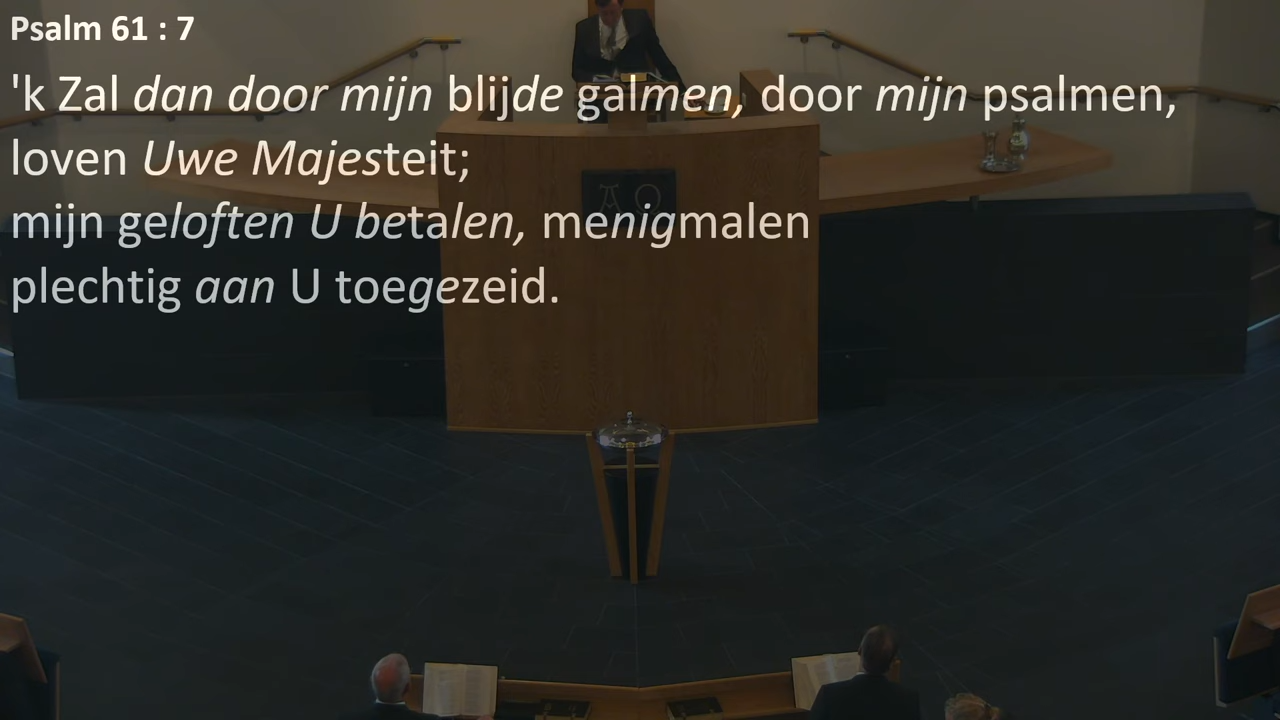 Psalm 61 : 7
'k Zal dan door mijn blijde galmen, door mijn psalmen,
loven Uwe Majesteit;
mijn geloften U betalen, menigmalen
plechtig aan U toegezeid.
Α Ω